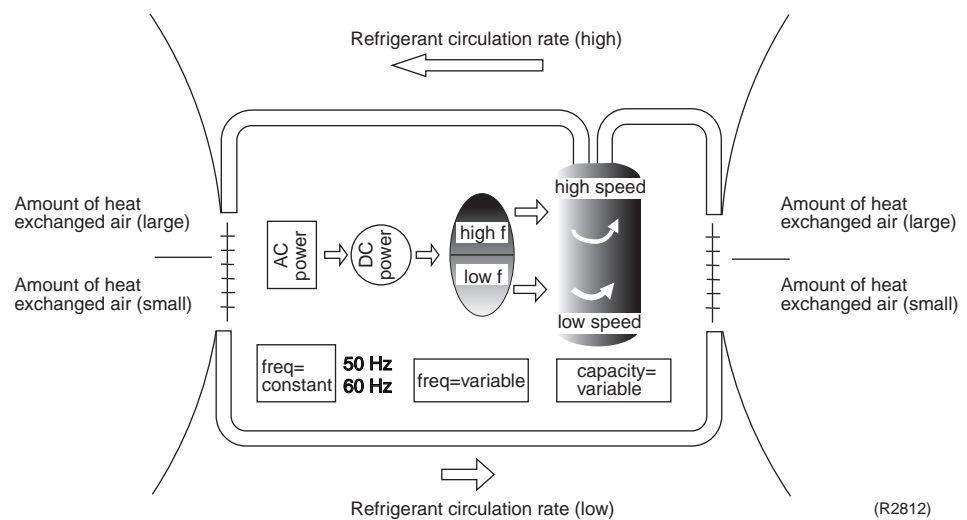 Refrigerant circulation rate (high)
high speed
Amount of heat
exchanged air (large)
Amount of heat
exchanged air (large)
AC
power
DC
power
high f
low f
Amount of heat
exchanged air (small)
Amount of heat
exchanged air (small)
low speed
freq=
constant
50 Hz
60 Hz
freq=variable
capacity=
variable
Refrigerant circulation rate (low)
(R2812)